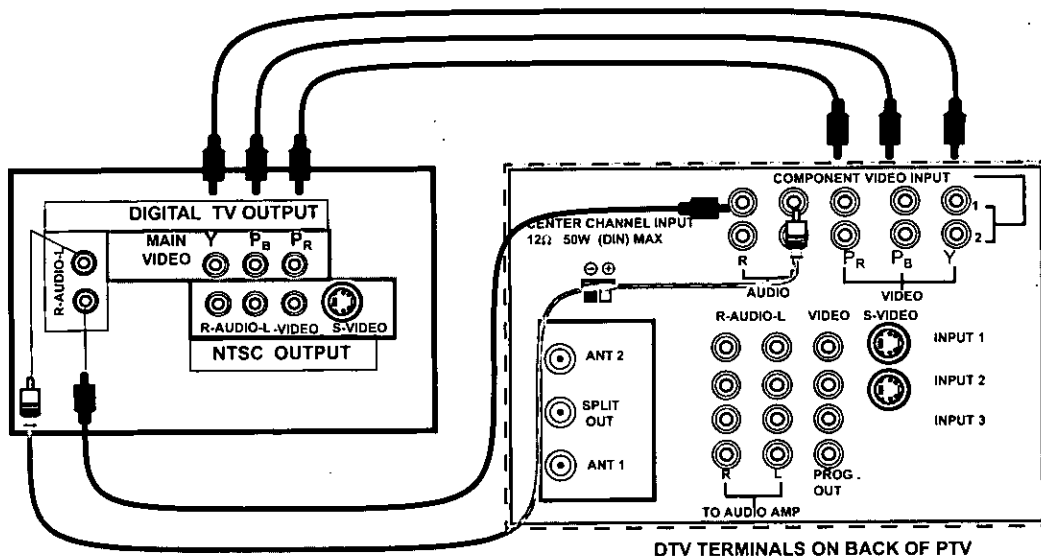 DIGITAL TV OUTPUT
MAIN
VIDEO
Y PB PR
R-AUDIO-L
R-AUDIO-L -VIDEO S-VIDEO
NTSC OUTPUT
COMPONENT VIDEO INPUT
1
2
CENTER CHANNEL INPUT
12Ω 50W (DIN) MAX
⊖ ⊕
R
AUDIO
PR PB Y
VIDEO
R-AUDIO-L VIDEO S-VIDEO
INPUT 1
INPUT 2
INPUT 3
ANT 2
SPLIT
OUT
ANT 1
R L PROG.
OUT
TO AUDIO AMP
DTV TERMINALS ON BACK OF PTV